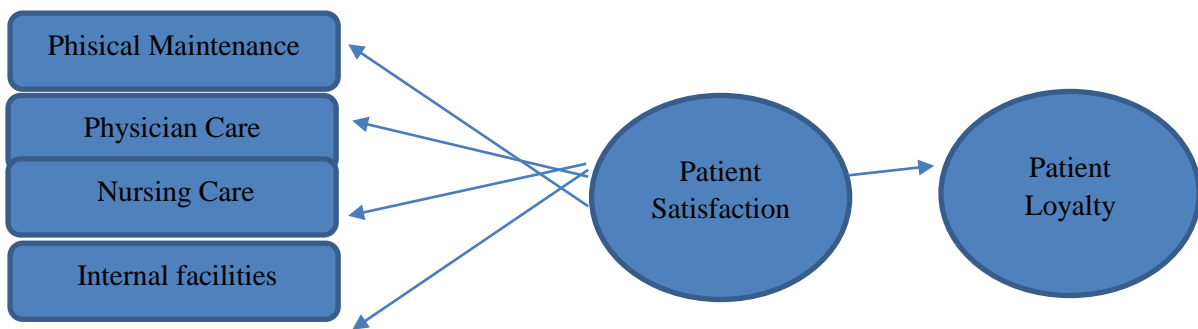 Phisical Maintenance
Physician Care
Nursing Care
Internal facilities
Patient
Satisfaction
Patient
Loyalty